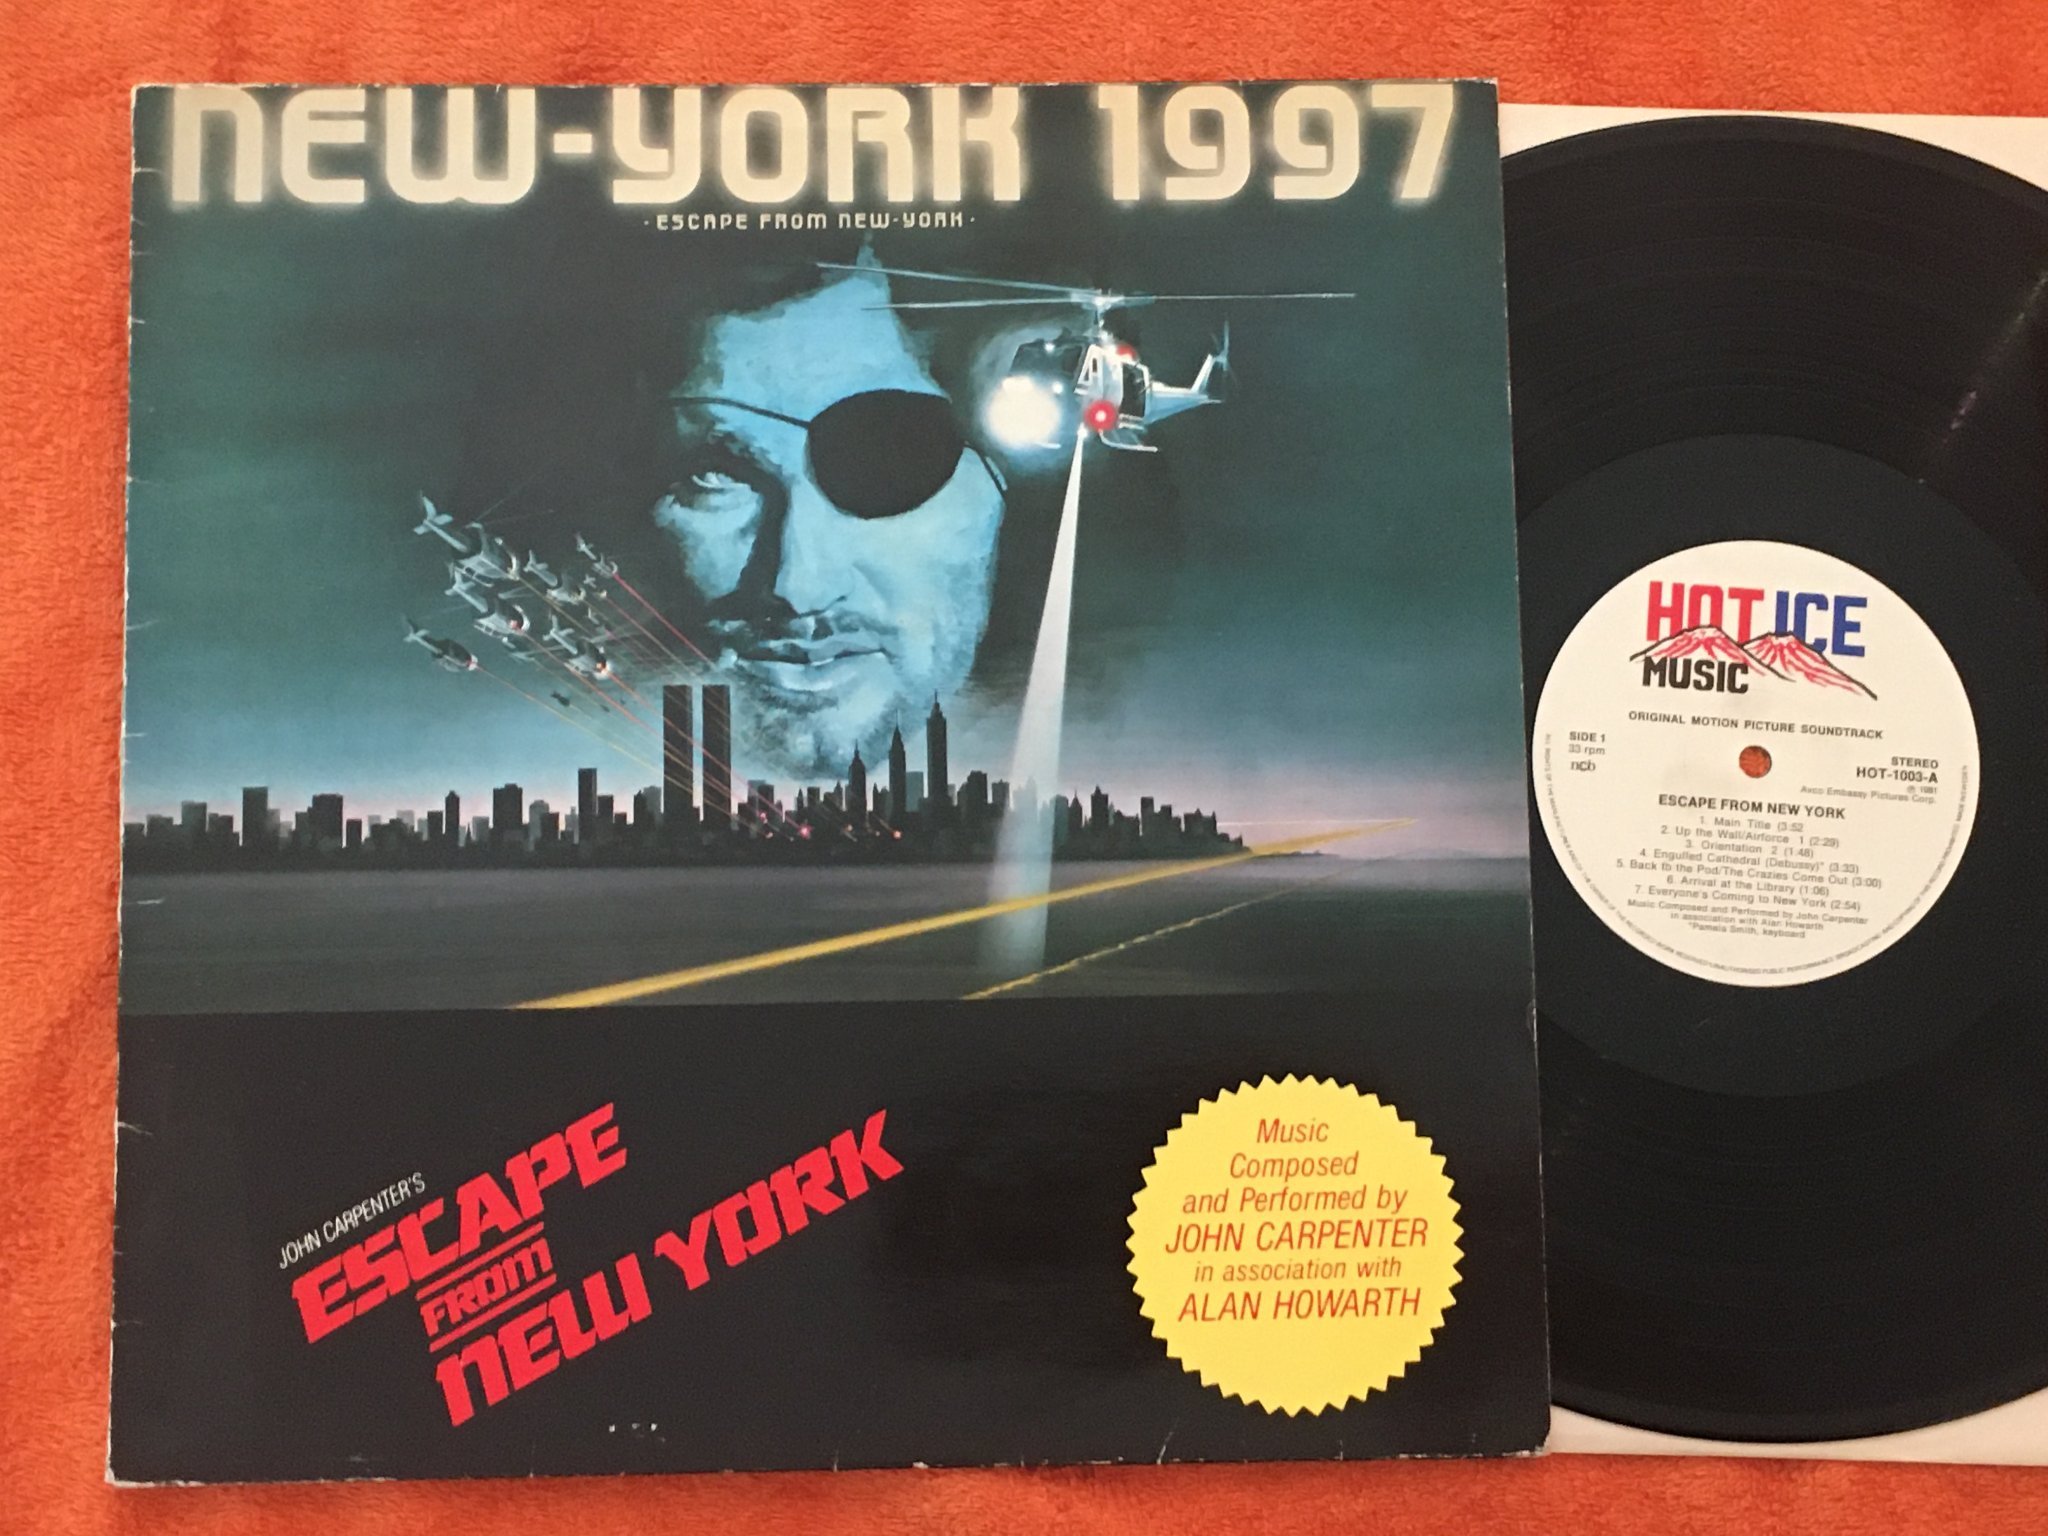 NEW-YORK 1997
· ESCAPE FROM NEW-YORK ·
JOHN CARPENTER'S
ESCAPE
FROM
NEW YORK
Music
Composed
and Performed by
JOHN CARPENTER
in association with
ALAN HOWARTH
HOT ICE
MUSIC
ORIGINAL MOTION PICTURE SOUNDTRACK
SIDE 1
33 rpm
ncb
STEREO
HOT-1003-A
℗ 1981
Avco Embassy Pictures Corp.
ESCAPE FROM NEW YORK
1. Main Title (3:52
2. Up the Wall/Airforce 1 (2:29)
3. Orientation 2 (1:48)
4. Engulfed Cathedral (Debussy)* (3:33)
5. Back to the Pod/The Crazies Come Out (3:00)
6. Arrival at the Library (1:06)
7. Everyone's Coming to New York (2:54)
Music Composed and Performed by John Carpenter
in association with Alan Howarth
*Pamela Smith, keyboard